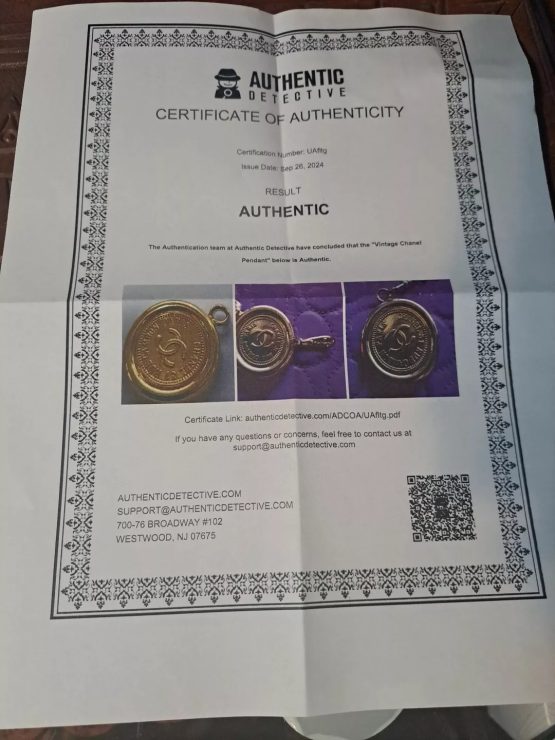 AUTHENTIC
DETECTIVE
CERTIFICATE OF AUTHENTICITY
Certification Number: UAfltg
Issue Date: Sep 26, 2024
RESULT
AUTHENTIC
The Authentication team at Authentic Detective have concluded that the "Vintage Chanel
Pendant" below is Authentic.
Certificate Link: authenticdetective.com/ADCOA/UAfltg.pdf
If you have any questions or concerns, feel free to contact us at
support@authenticdetective.com
AUTHENTICDETECTIVE.COM
SUPPORT@AUTHENTICDETECTIVE.COM
700-76 BROADWAY #102
WESTWOOD, NJ 07675